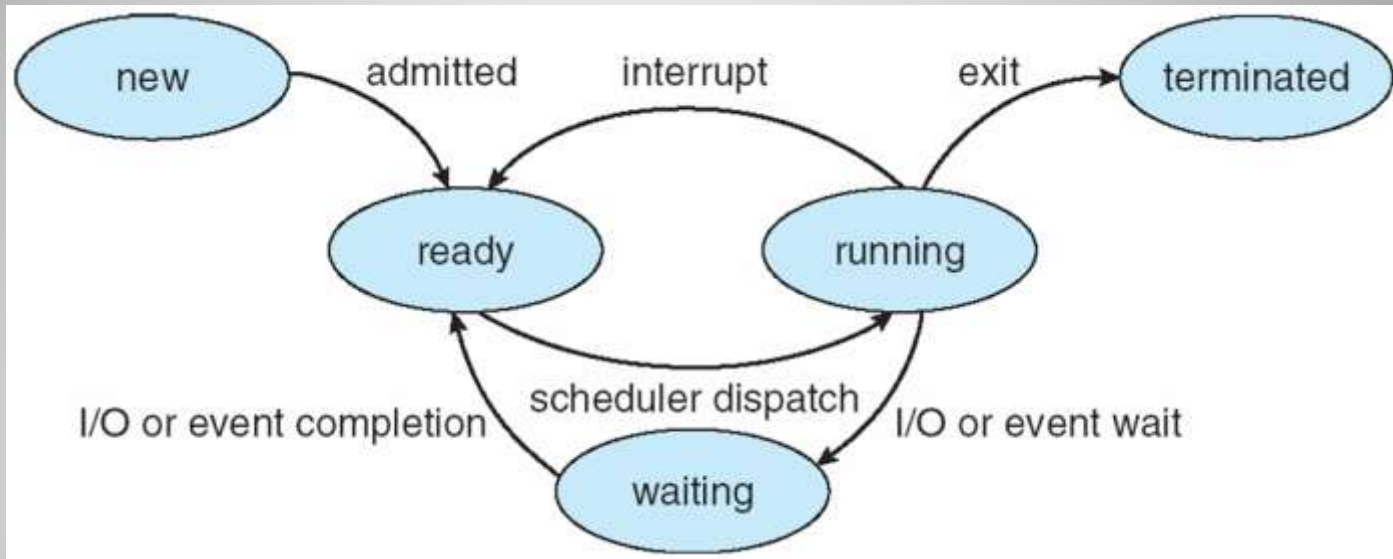 new
admitted
interrupt
exit
terminated
ready
running
scheduler dispatch
I/O or event completion
I/O or event wait
waiting